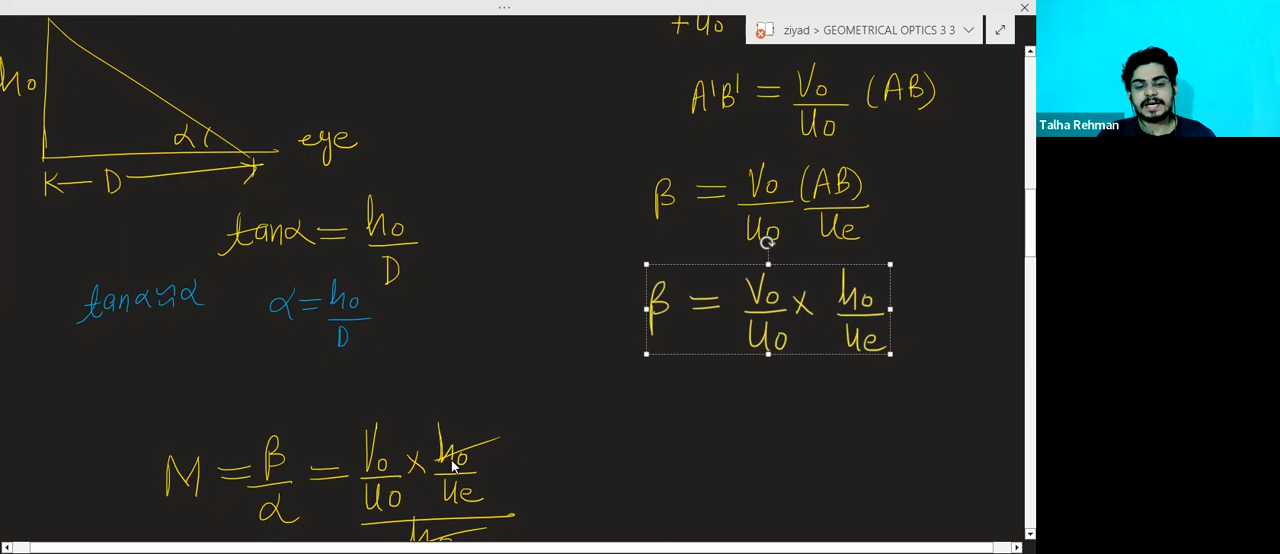 ziyad > GEOMETRICAL OPTICS 3 3
+u₀
h₀
α
eye
D
tanα = h₀/D
tanα≈α α = h₀/D
A'B' = V₀/u₀ (AB)
β = V₀/u₀ (AB)/ue
β = V₀/u₀ × h₀/ue
M = β/α = V₀/u₀ × h₀/ue
h₀
Talha Rehman